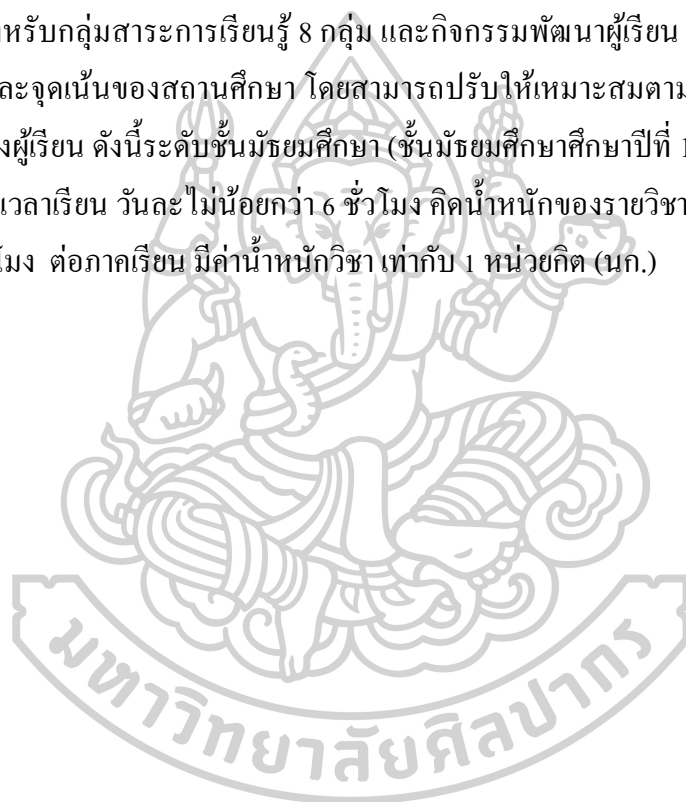 หรับกลุ่มสาระการเรียนรู้ 8 กลุ่ม และกิจกรรมพัฒนาผู้เรียน
ละจุดเน้นของสถานศึกษา โดยสามารถปรับให้เหมาะสมตาม
งผู้เรียน ดังนี้ระดับชั้นมัธยมศึกษา (ชั้นมัธยมศึกษาศึกษาปีที่ 1
เวลาเรียน วันละไม่น้อยกว่า 6 ชั่วโมง คิดน้ำหนักของรายวิชา
โมง ต่อภาคเรียน มีค่าน้ำหนักวิชา เท่ากับ 1 หน่วยกิต (นก.)
มหาวิทยาลัยศิลปากร